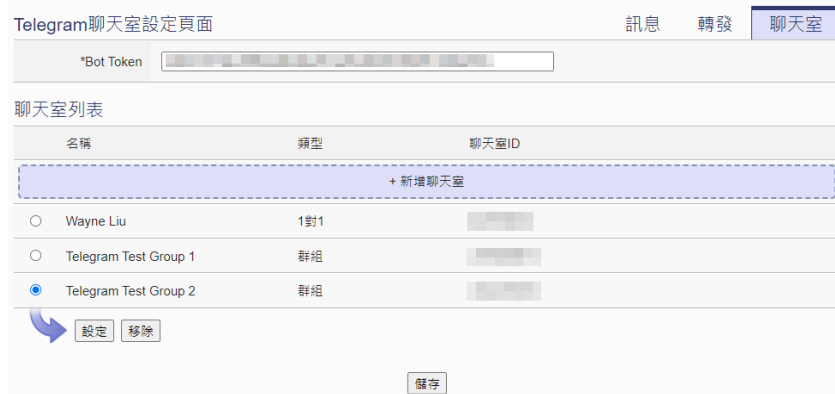 Telegram聊天室設定頁面 訊息 轉發 聊天室
*Bot Token
聊天室列表
名稱 類型 聊天室ID
+ 新增聊天室
Wayne Liu 1對1
Telegram Test Group 1 群組
Telegram Test Group 2 群組
設定 移除
儲存